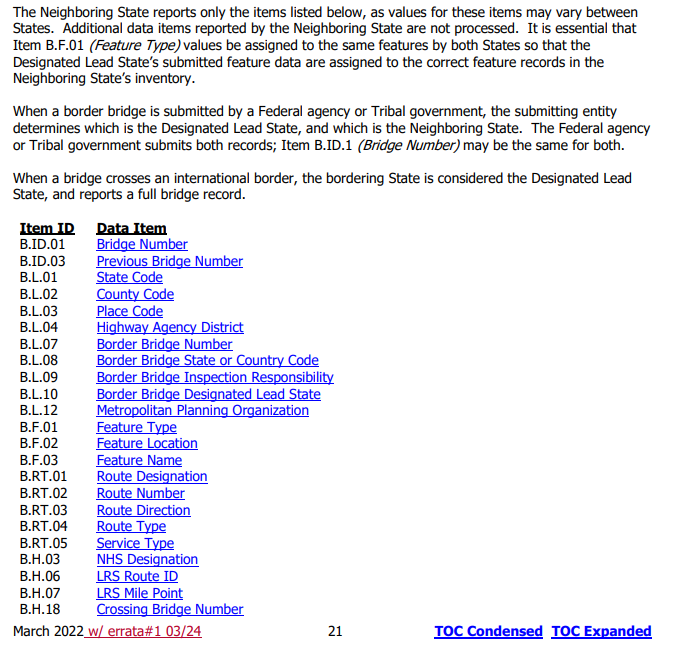 The Neighboring State reports only the items listed below, as values for these items may vary between
States.  Additional data items reported by the Neighboring State are not processed.  It is essential that
Item B.F.01 (Feature Type) values be assigned to the same features by both States so that the
Designated Lead State's submitted feature data are assigned to the correct feature records in the
Neighboring State's inventory.
When a border bridge is submitted by a Federal agency or Tribal government, the submitting entity
determines which is the Designated Lead State, and which is the Neighboring State.  The Federal agency
or Tribal government submits both records; Item B.ID.1 (Bridge Number) may be the same for both.
When a bridge crosses an international border, the bordering State is considered the Designated Lead
State, and reports a full bridge record.
Item ID Data Item
B.ID.01 Bridge Number
B.ID.03 Previous Bridge Number
B.L.01 State Code
B.L.02 County Code
B.L.03 Place Code
B.L.04 Highway Agency District
B.L.07 Border Bridge Number
B.L.08 Border Bridge State or Country Code
B.L.09 Border Bridge Inspection Responsibility
B.L.10 Border Bridge Designated Lead State
B.L.12 Metropolitan Planning Organization
B.F.01 Feature Type
B.F.02 Feature Location
B.F.03 Feature Name
B.RT.01 Route Designation
B.RT.02 Route Number
B.RT.03 Route Direction
B.RT.04 Route Type
B.RT.05 Service Type
B.H.03 NHS Designation
B.H.06 LRS Route ID
B.H.07 LRS Mile Point
B.H.18 Crossing Bridge Number
March 2022 w/ errata#1 03/24 21 TOC Condensed TOC Expanded